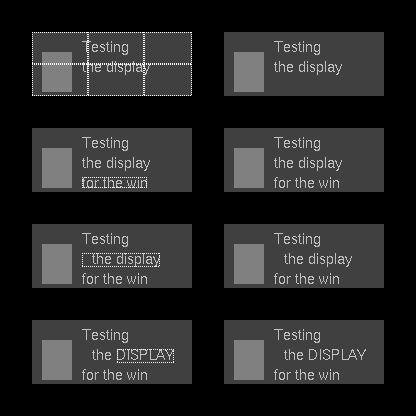 Testing
the display
Testing
the display
Testing
the display
for the win
Testing
the display
for the win
Testing
the display
for the win
Testing
the display
for the win
Testing
the DISPLAY
for the win
Testing
the DISPLAY
for the win